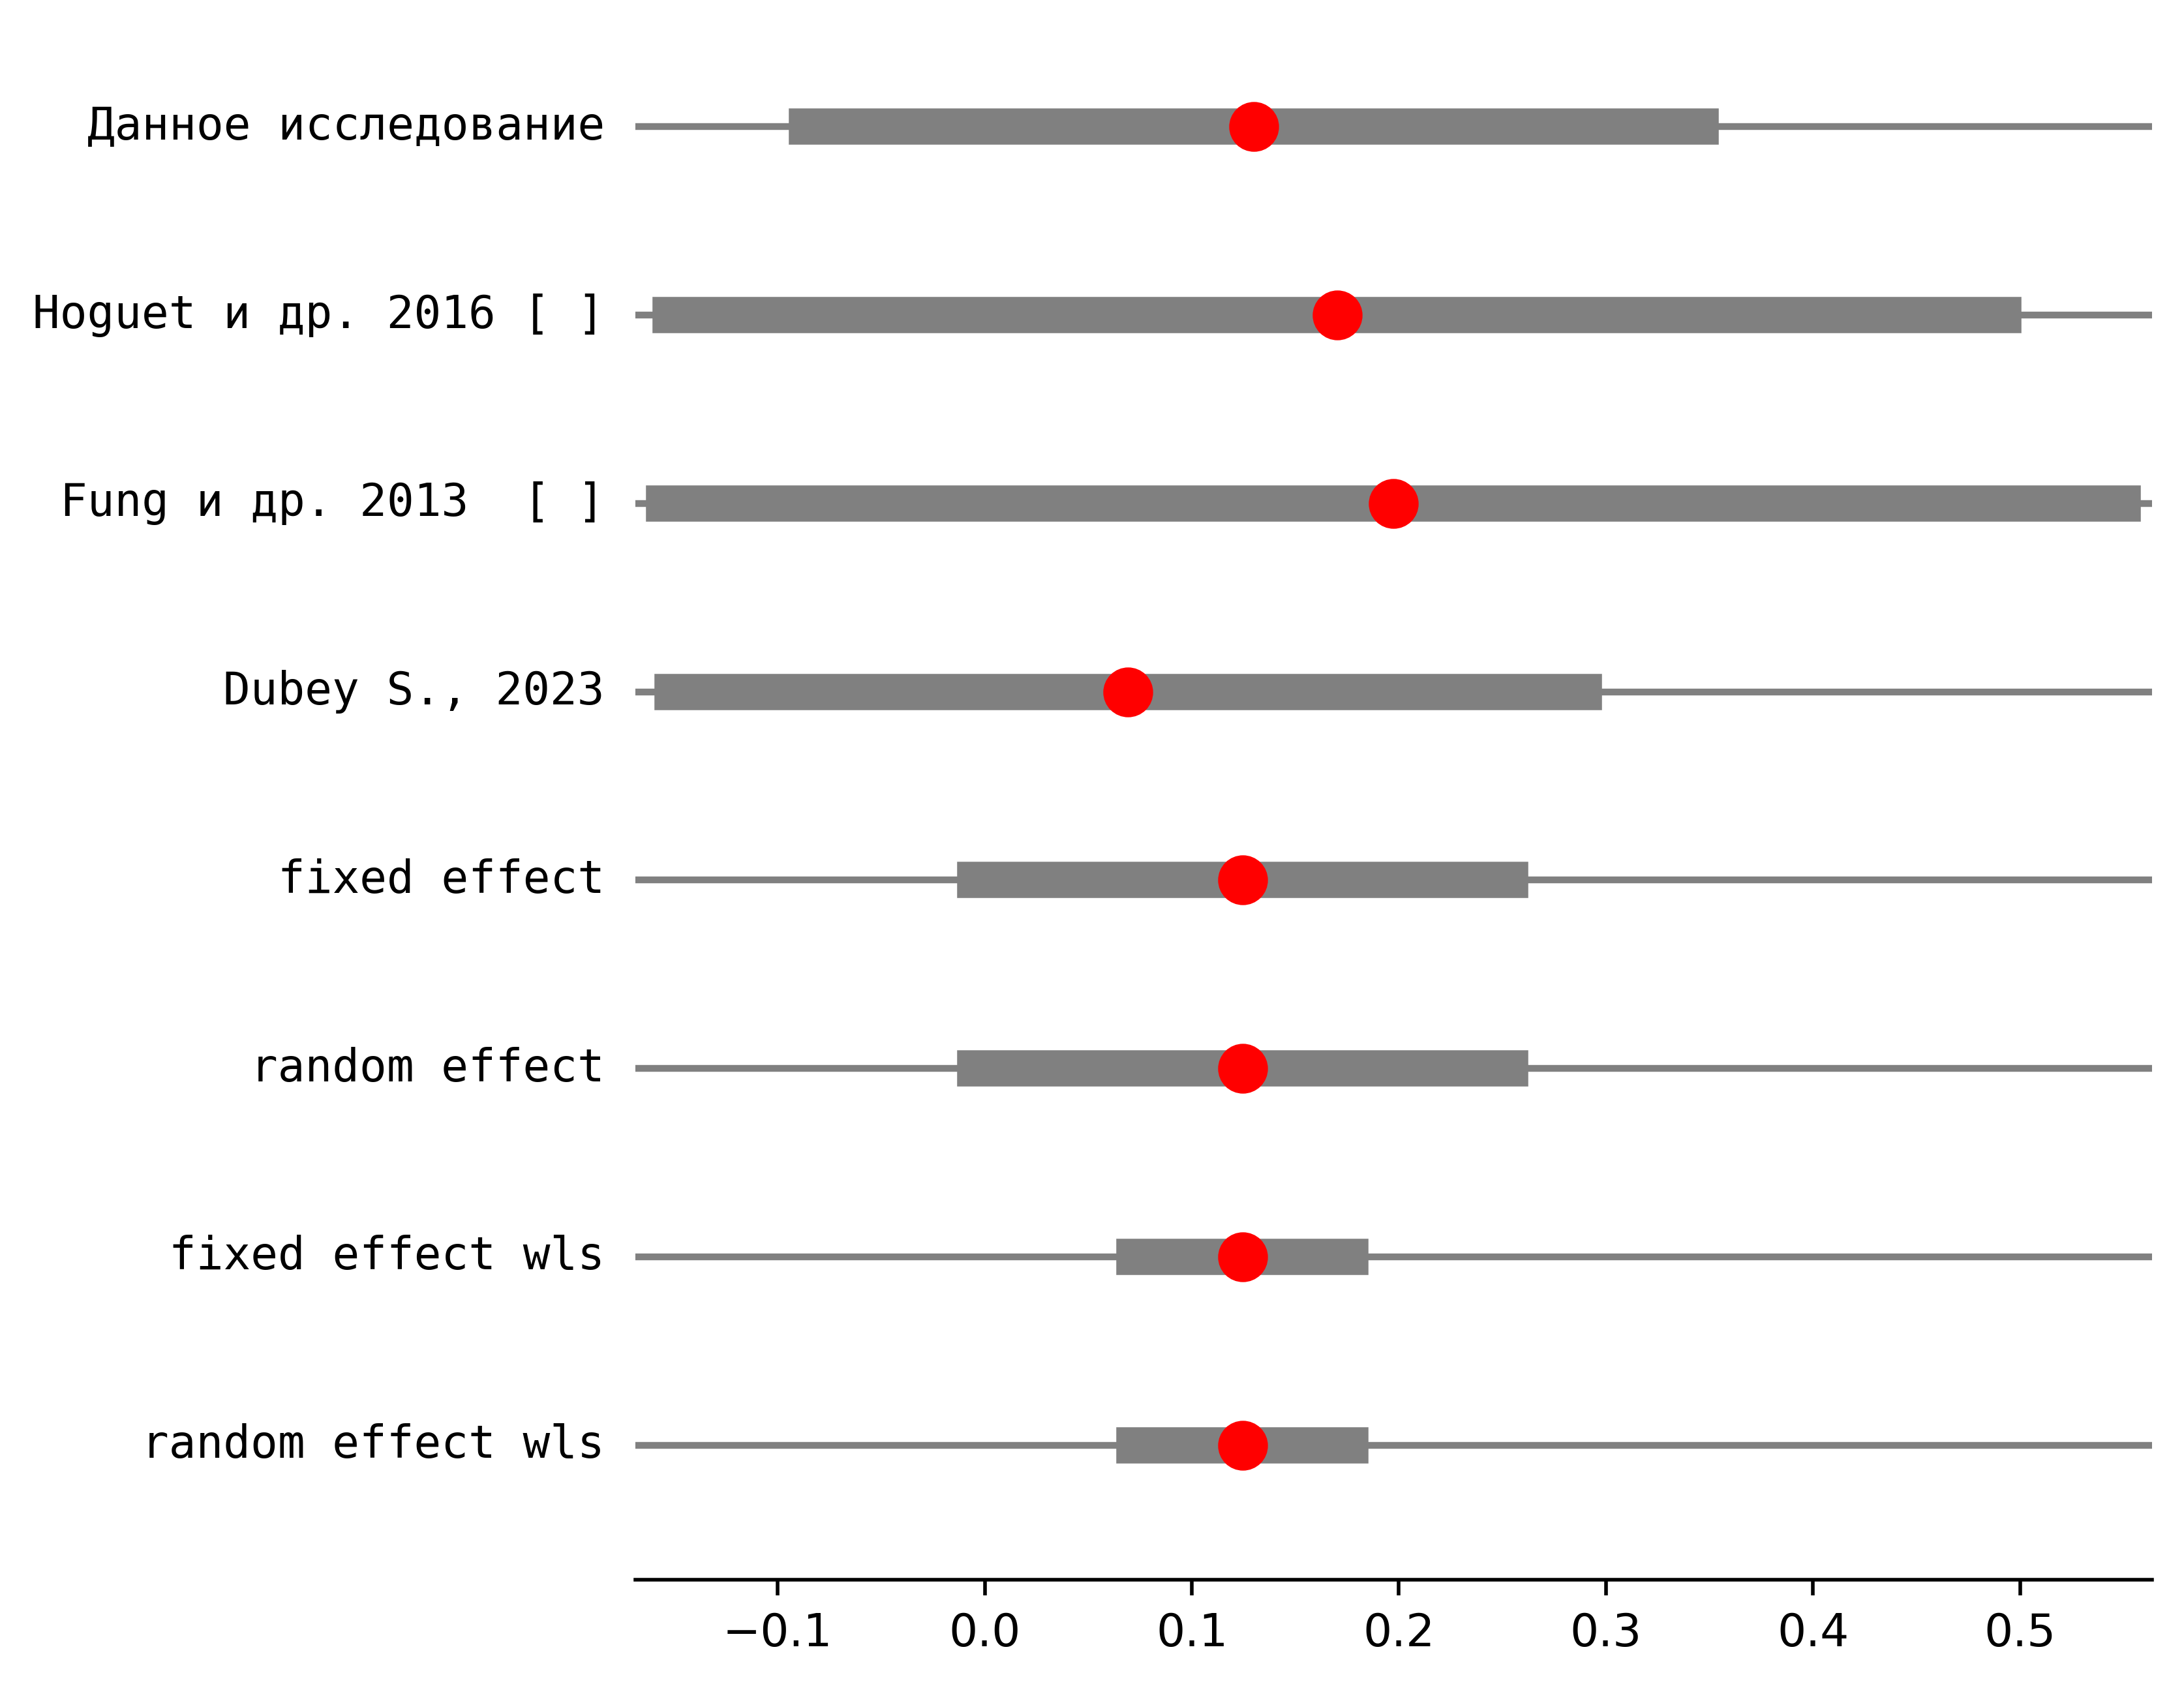 Данное исследование
Hoguet и др. 2016 [ ]
Fung и др. 2013  [ ]
Dubey S., 2023
fixed effect
random effect
fixed effect wls
random effect wls
−0.1 0.0 0.1 0.2 0.3 0.4 0.5